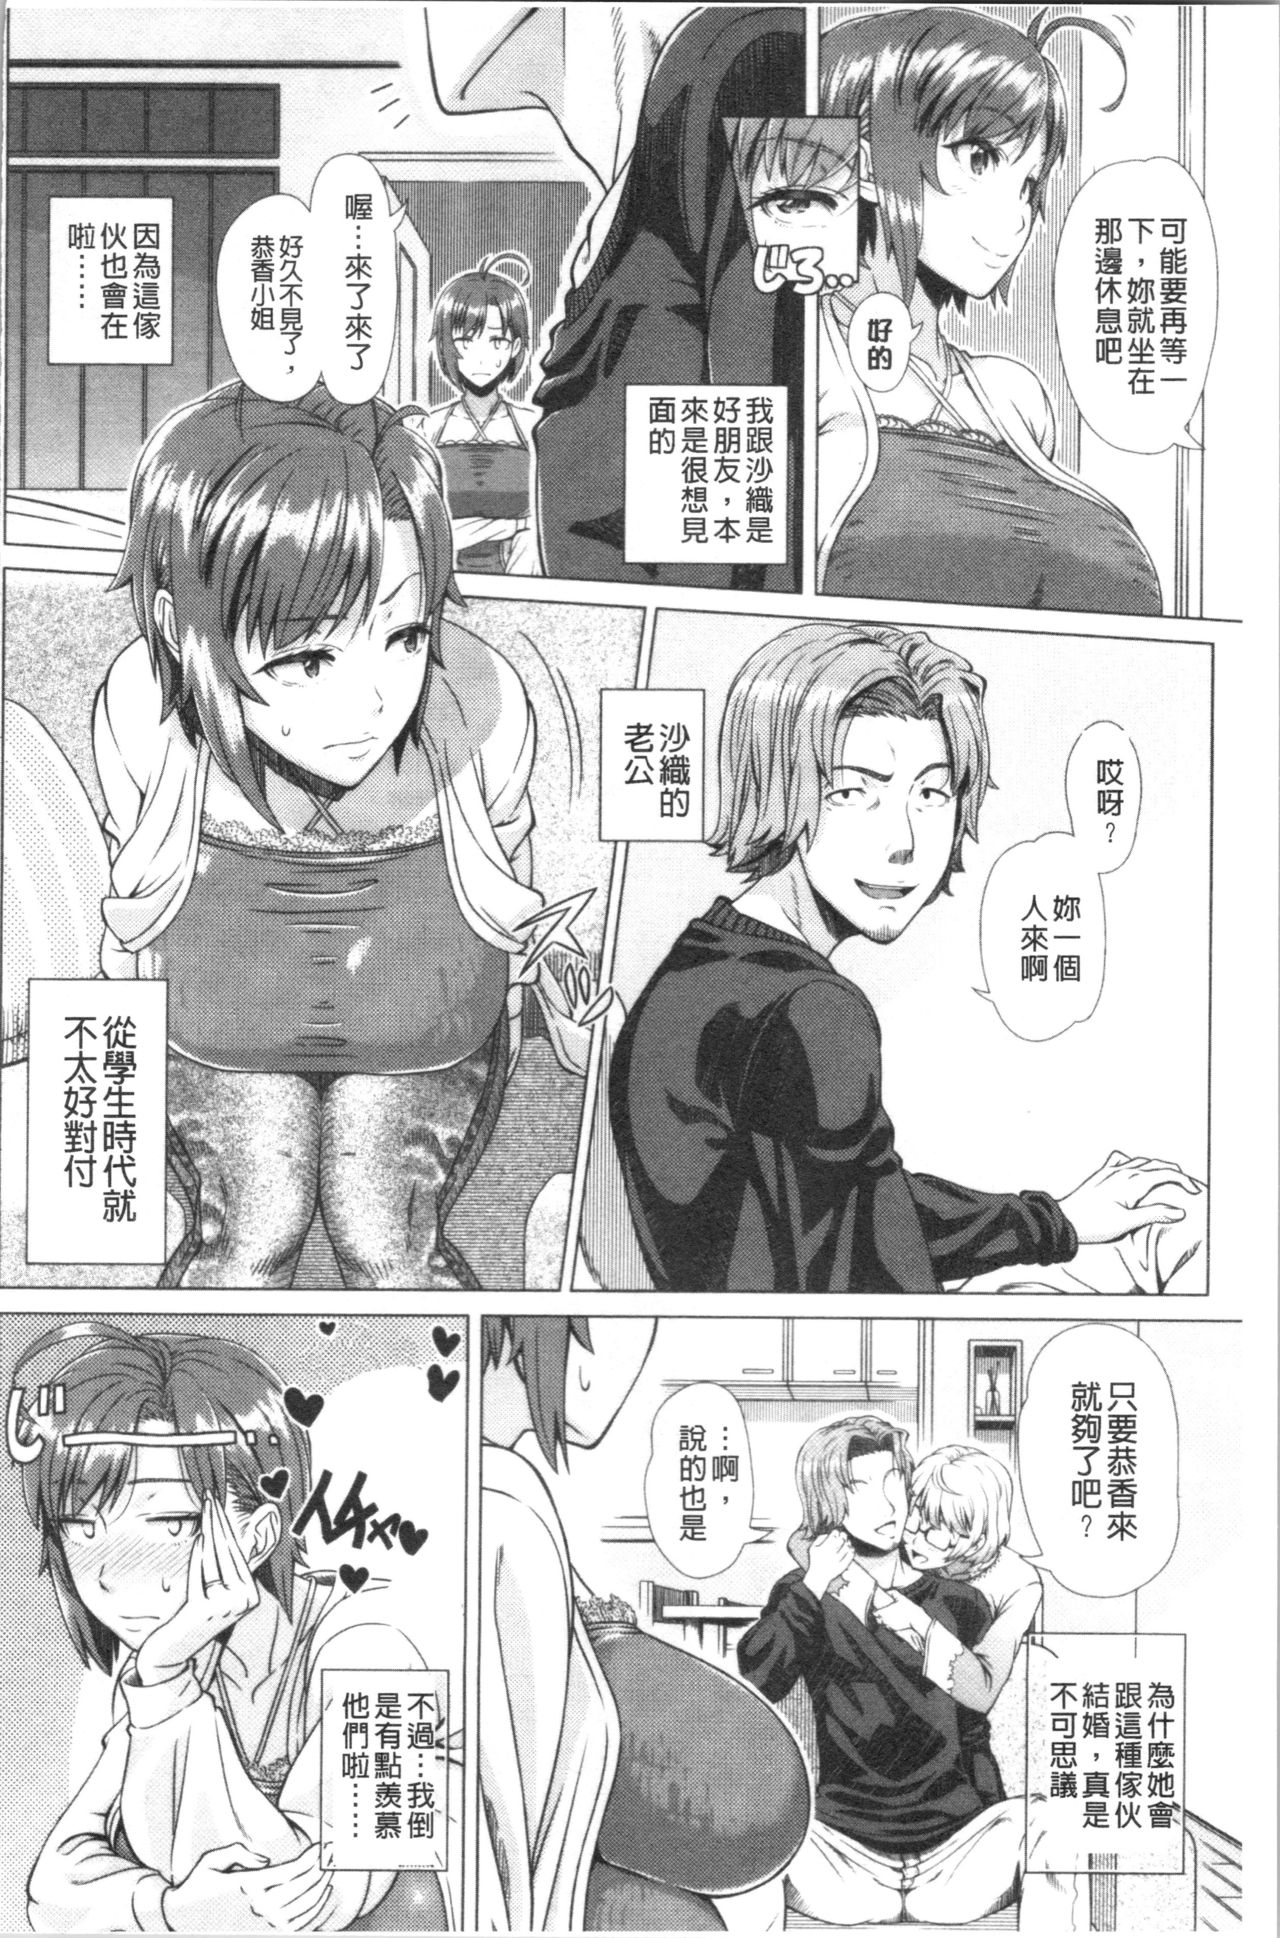 可能要再等一
下，妳就坐在
那邊休息吧
好的
じろ…
我跟沙織是
好朋友，本
來是很想見
面的
喔…來了來了
好久不見了，
恭香小姐
因為這傢
伙也會在
啦……
哎呀？
妳一個
人來啊
沙織的
老公
從學生時代就
不太好對付
只要恭香來
就夠了吧？
…啊，
說的也是
為什麼她會
跟這種傢伙
結婚，真是
不可思議
イチャ
じー…
不過…我倒
是有點羨慕
他們啦……